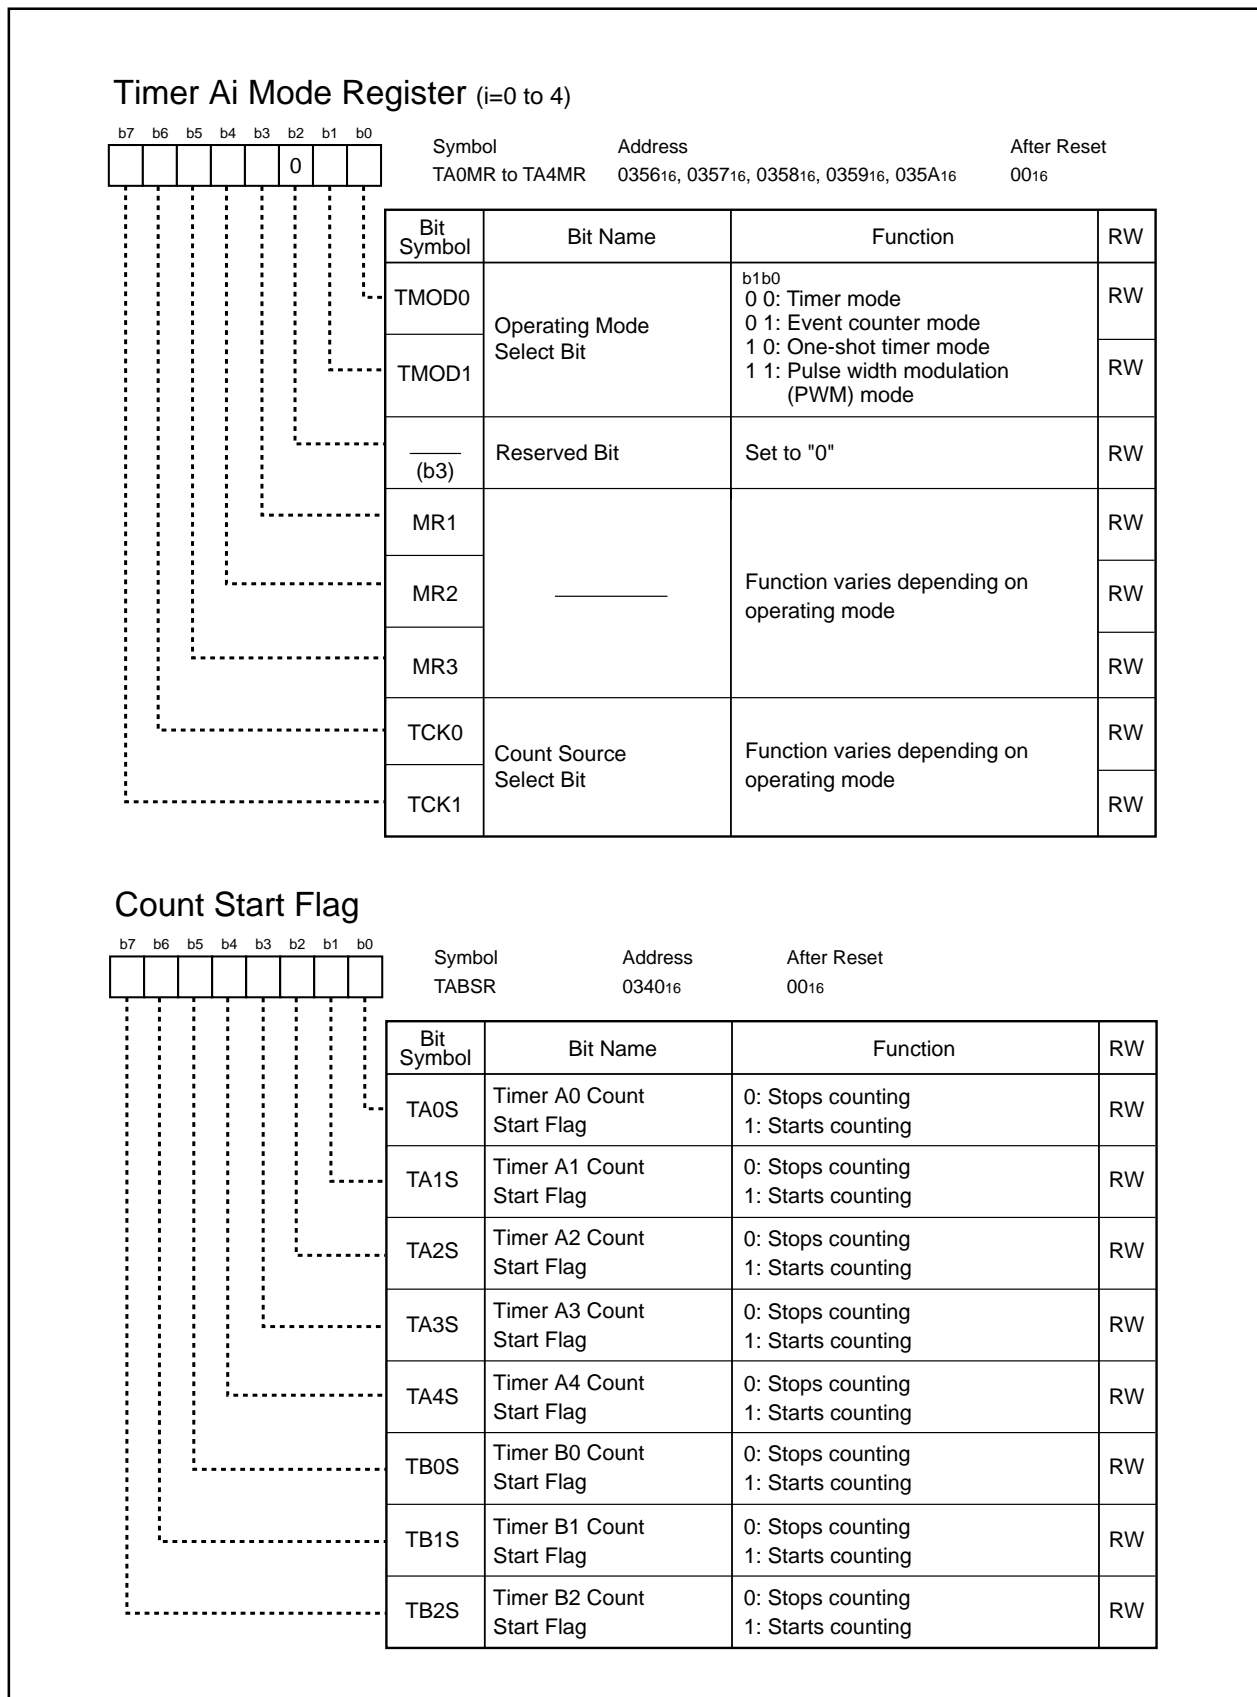 Timer Ai Mode Register (i=0 to 4)
b7 b6 b5 b4 b3 b2 b1 b0
0
Symbol Address After Reset
TA0MR to TA4MR 035616, 035716, 035816, 035916, 035A16 0016
Bit Symbol Bit Name Function RW
TMOD0
TMOD1
Operating Mode
Select Bit
b1b0
0 0: Timer mode
0 1: Event counter mode
1 0: One-shot timer mode
1 1: Pulse width modulation
(PWM) mode
RW
RW
(b3) Reserved Bit Set to "0" RW
MR1 RW
MR2 RW
MR3 RW
Function varies depending on
operating mode
TCK0 RW
TCK1 RW
Count Source
Select Bit
Function varies depending on
operating mode
Count Start Flag
b7 b6 b5 b4 b3 b2 b1 b0
Symbol Address After Reset
TABSR 034016 0016
Bit Symbol Bit Name Function RW
TA0S Timer A0 Count 0: Stops counting RW
Start Flag 1: Starts counting
TA1S Timer A1 Count 0: Stops counting RW
Start Flag 1: Starts counting
TA2S Timer A2 Count 0: Stops counting RW
Start Flag 1: Starts counting
TA3S Timer A3 Count 0: Stops counting RW
Start Flag 1: Starts counting
TA4S Timer A4 Count 0: Stops counting RW
Start Flag 1: Starts counting
TB0S Timer B0 Count 0: Stops counting RW
Start Flag 1: Starts counting
TB1S Timer B1 Count 0: Stops counting RW
Start Flag 1: Starts counting
TB2S Timer B2 Count 0: Stops counting RW
Start Flag 1: Starts counting